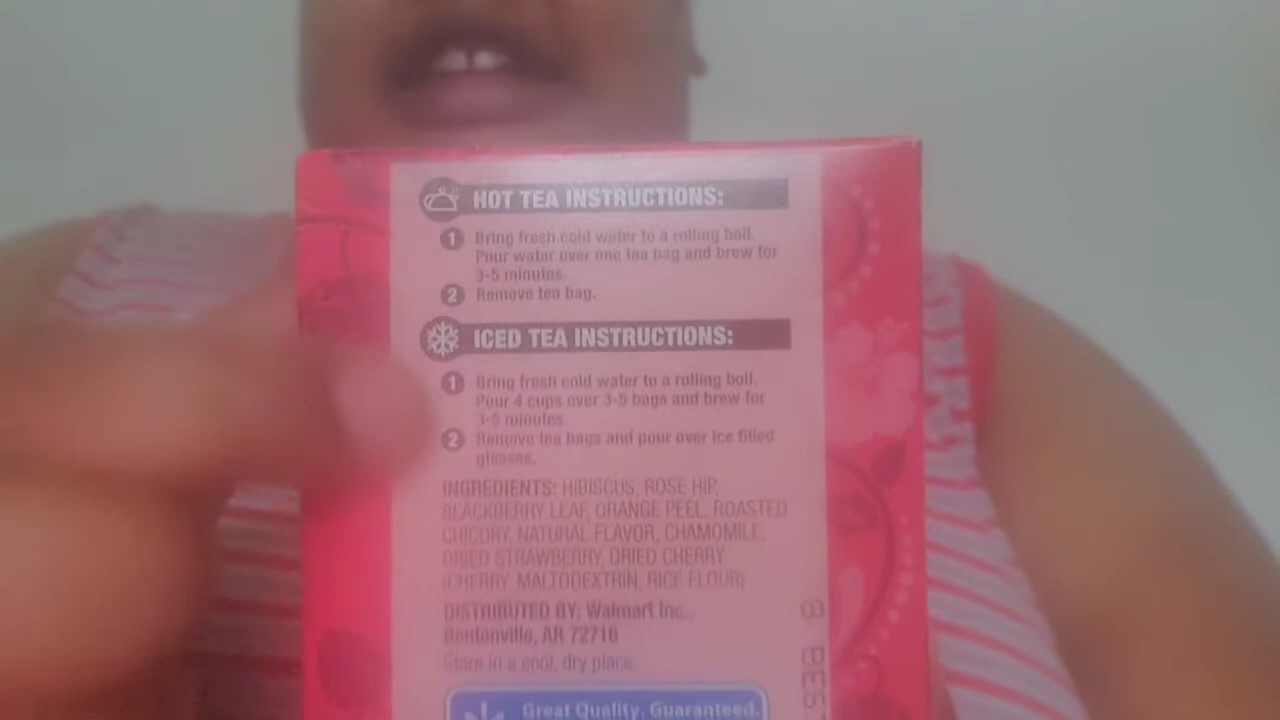 HOT TEA INSTRUCTIONS:
1 Bring fresh cold water to a rolling boil.
Pour water over one tea bag and brew for
3-5 minutes.
2 Remove tea bag.
ICED TEA INSTRUCTIONS:
1 Bring fresh cold water to a rolling boil.
Pour 4 cups over 3-5 bags and brew for
3-5 minutes.
2 Remove tea bags and pour over ice filled
glasses.
INGREDIENTS: HIBISCUS, ROSE HIP,
BLACKBERRY LEAF, ORANGE PEEL, ROASTED
CHICORY, NATURAL FLAVOR, CHAMOMILE,
DRIED STRAWBERRY, DRIED CHERRY
(CHERRY, MALTODEXTRIN, RICE FLOUR)
DISTRIBUTED BY: Walmart Inc.,
Bentonville, AR 72716
Store in a cool, dry place.
Great Quality. Guaranteed.